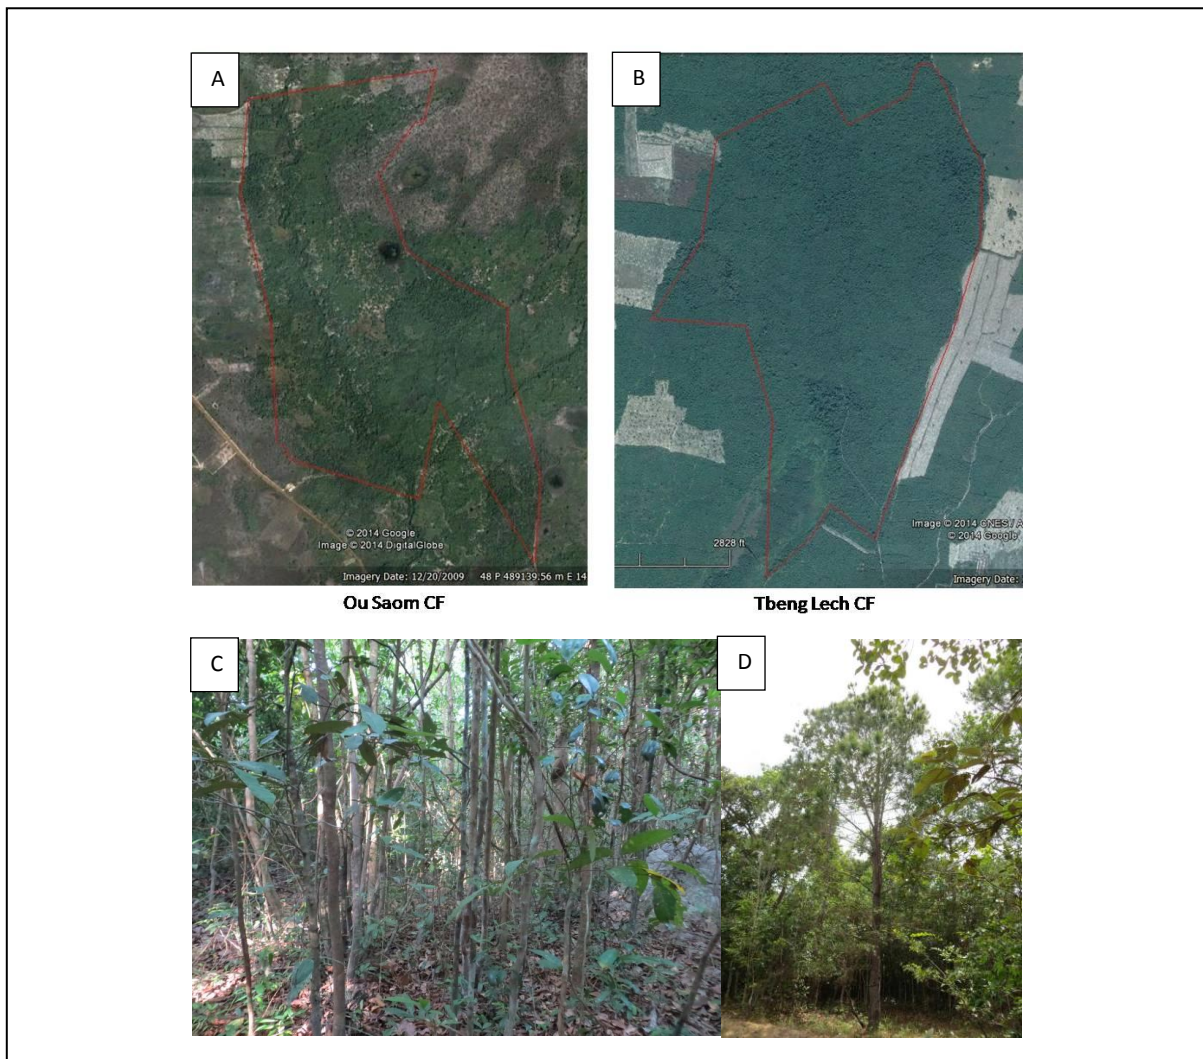 A
B
© 2014 Google
Image © 2014 DigitalGlobe
Imagery Date: 12/20/2009 48 P 489139.56 m E 14
2828 ft
Image © 2014 CNES / A
© 2014 Google
Imagery Date:
Ou Saom CF
Tbeng Lech CF
C
D